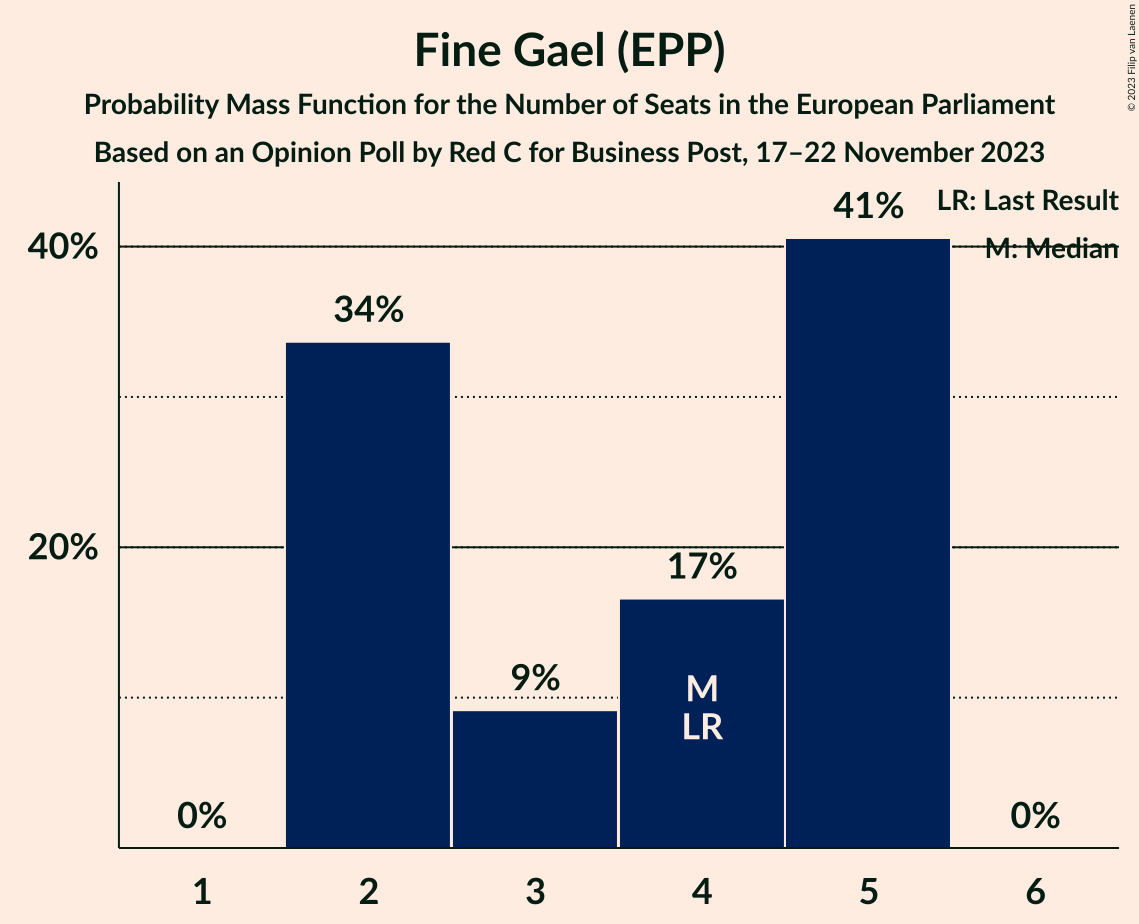 Fine Gael (EPP)
Probability Mass Function for the Number of Seats in the European Parliament
Based on an Opinion Poll by Red C for Business Post, 17–22 November 2023
© 2023 Filip van Laenen
LR: Last Result
M: Median
40%
20%
0%
34%
9%
17%
41%
0%
M
LR
1
2
3
4
5
6